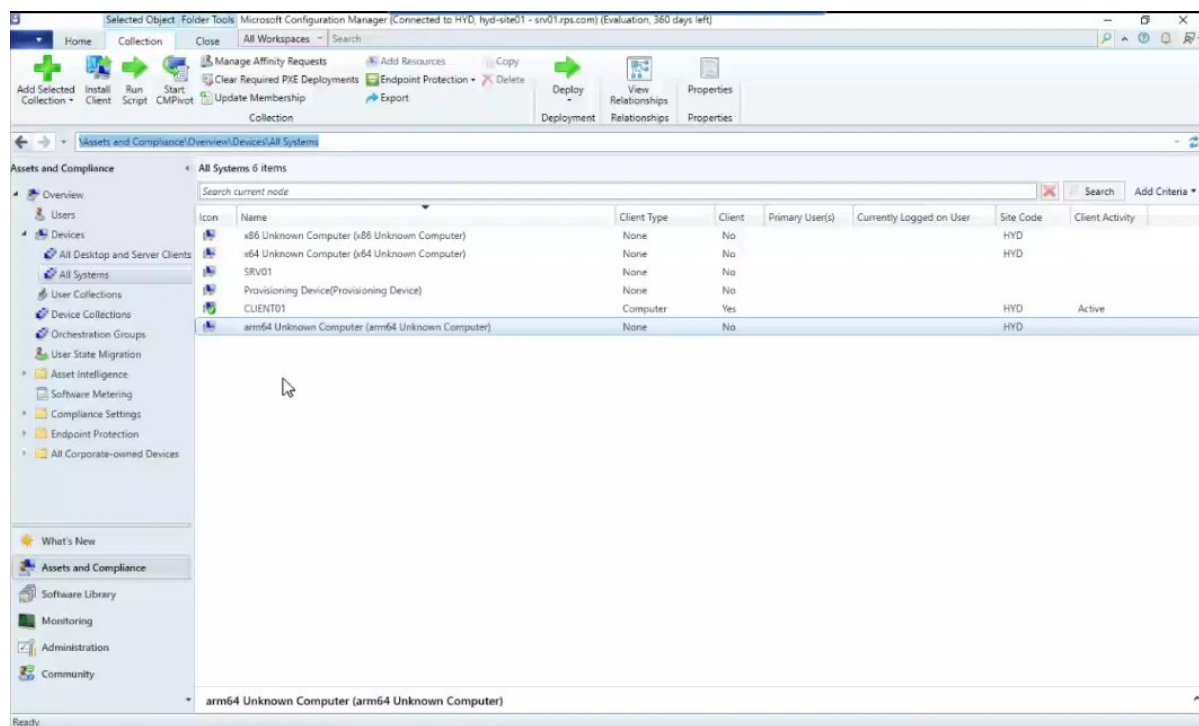 Selected Object Folder Tools Microsoft Configuration Manager (Connected to HYD, hyd-site01 - srv01.rps.com) (Evaluation, 360 days left)
Home Collection Close All Workspaces Search
Manage Affinity Requests Add Resources Copy
Clear Required PXE Deployments Endpoint Protection Delete
Update Membership Export
Add Selected Collection Install Client Run Script Start CMPivot
Deploy View Relationships Properties
Collection Deployment Relationships Properties
\Assets and Compliance\Overview\Devices\All Systems
Assets and Compliance
Overview
Users
Devices
All Desktop and Server Clients
All Systems
User Collections
Device Collections
Orchestration Groups
User State Migration
Asset Intelligence
Software Metering
Compliance Settings
Endpoint Protection
All Corporate-owned Devices
What's New
Assets and Compliance
Software Library
Monitoring
Administration
Community
All Systems 6 items
Search current node Search Add Criteria
Icon Name Client Type Client Primary User(s) Currently Logged on User Site Code Client Activity
x86 Unknown Computer (x86 Unknown Computer) None No HYD
x64 Unknown Computer (x64 Unknown Computer) None No HYD
SRV01 None No
Provisioning Device(Provisioning Device) None No
CLIENT01 Computer Yes HYD Active
arm64 Unknown Computer (arm64 Unknown Computer) None No HYD
arm64 Unknown Computer (arm64 Unknown Computer)
Ready